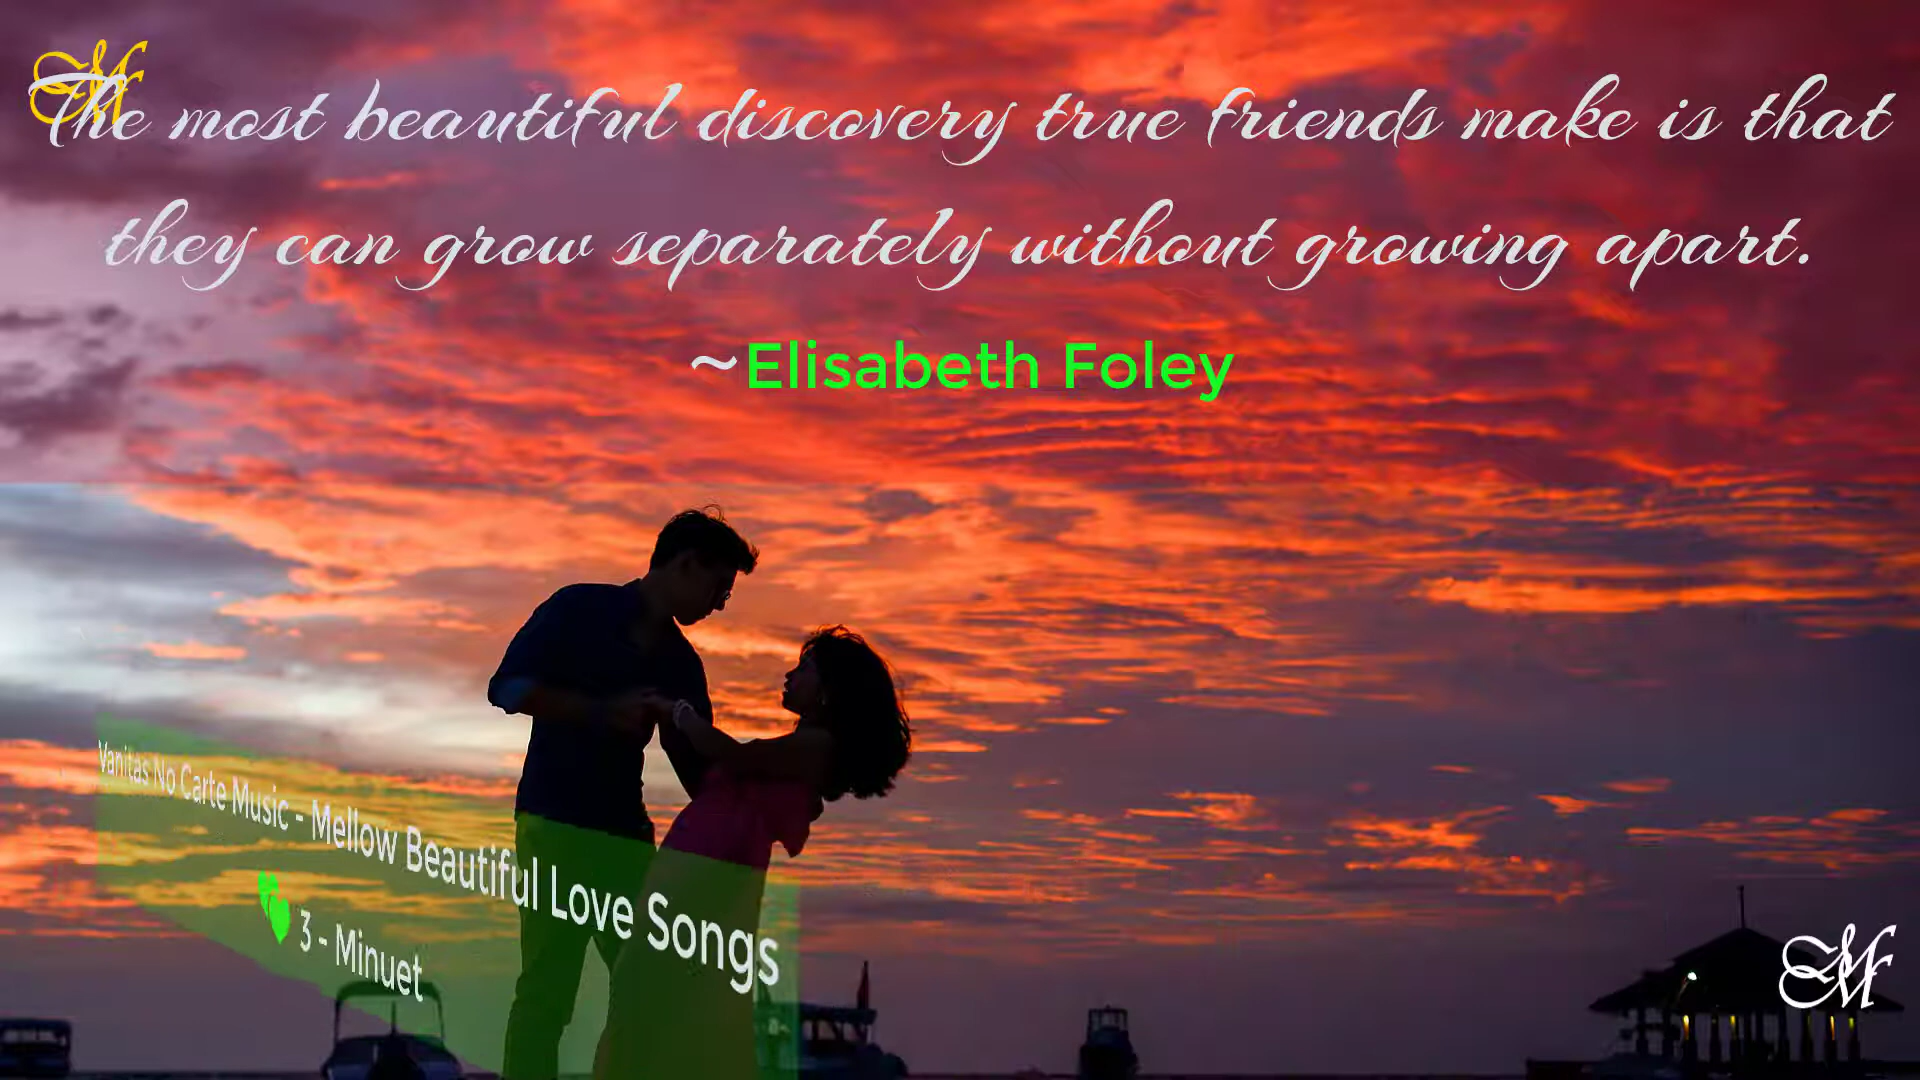 The most beautiful discovery true friends make is that
they can grow separately without growing apart.
~Elisabeth Foley
Vanitas No Carte Music - Mellow Beautiful Love Songs
3 - Minuet